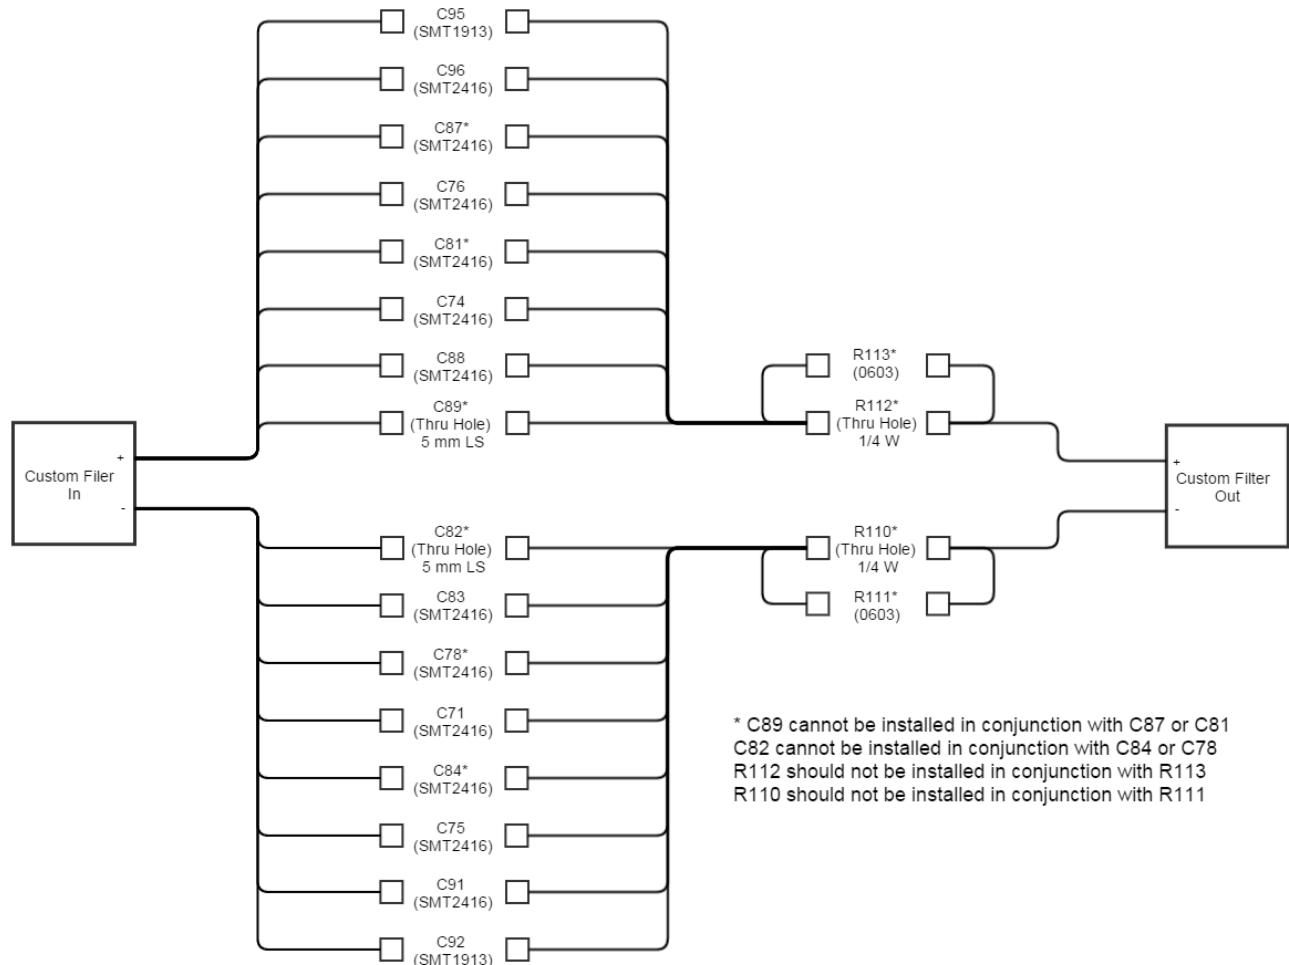 C95
(SMT1913)
C96
(SMT2416)
C87*
(SMT2416)
C76
(SMT2416)
C81*
(SMT2416)
C74
(SMT2416)
C88
(SMT2416)
C89*
(Thru Hole)
5 mm LS
R113*
(0603)
R112*
(Thru Hole)
1/4 W
+
Custom Filer
In
-
+
Custom Filter
Out
-
C82*
(Thru Hole)
5 mm LS
R110*
(Thru Hole)
1/4 W
R111*
(0603)
C83
(SMT2416)
C78*
(SMT2416)
C71
(SMT2416)
C84*
(SMT2416)
C75
(SMT2416)
C91
(SMT2416)
C92
(SMT1913)
* C89 cannot be installed in conjunction with C87 or C81
C82 cannot be installed in conjunction with C84 or C78
R112 should not be installed in conjunction with R113
R110 should not be installed in conjunction with R111